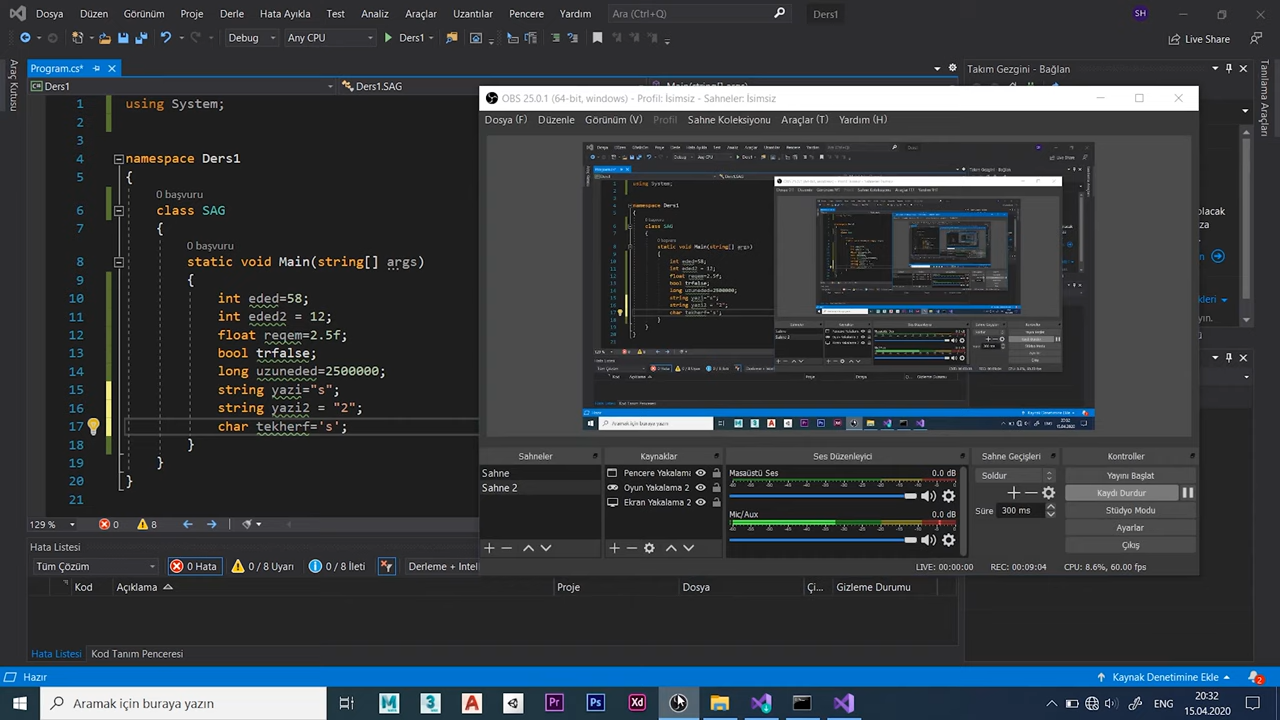 Dosya Düzen Görünüm Git Proje Derle Hata Ayıkla Test Analiz Araçlar Uzantılar Pencere Yardım Ara (Ctrl+Q) Ders1 SH
Debug Any CPU Ders1 Live Share
Araç Kutusu
Program.cs*
Ders1 Ders1.SAG Main(string[] args)
1 using System;
2
3
4 namespace Ders1
5 {
0 başvuru
6 class SAG
7 {
0 başvuru
8 static void Main(string[] args)
9 {
10 int eded=58;
11 int eded2 = 12;
12 float reqem=2.5f;
13 bool trfalse;
14 long uzuneded=2500000;
15 string yazi="s";
16 string yazi2 = "2";
17 char tekherf='s';
18 }
19 }
20 }
21
129 % 0 8
Takım Gezgini - Bağlan
OBS 25.0.1 (64-bit, windows) - Profil: İsimsiz - Sahneler: İsimsiz
Dosya (F) Düzenle Görünüm (V) Profil Sahne Koleksiyonu Araçlar (T) Yardım (H)
Sahneler
Sahne
Sahne 2
Kaynaklar
Pencere Yakalama
Oyun Yakalama 2
Ekran Yakalama 2
Ses Düzenleyici
Masaüstü Ses 0.0 dB
Mic/Aux 0.0 dB
Sahne Geçişleri
Soldur
Süre 300 ms
Kontroller
Yayını Başlat
Kaydı Durdur
Stüdyo Modu
Ayarlar
Çıkış
LIVE: 00:00:00 REC: 00:09:04 CPU: 8.6%, 60.00 fps
Hata Listesi
Tüm Çözüm 0 Hata 0 / 8 Uyarı 0 / 8 İleti Derleme + Intelli
Kod Açıklama Proje Dosya Çi... Gizleme Durumu
Hata Listesi Kod Tanım Penceresi
Hazır Kaynak Denetimine Ekle 2
Aramak için buraya yazın
ENG 20:32
15.04.2020